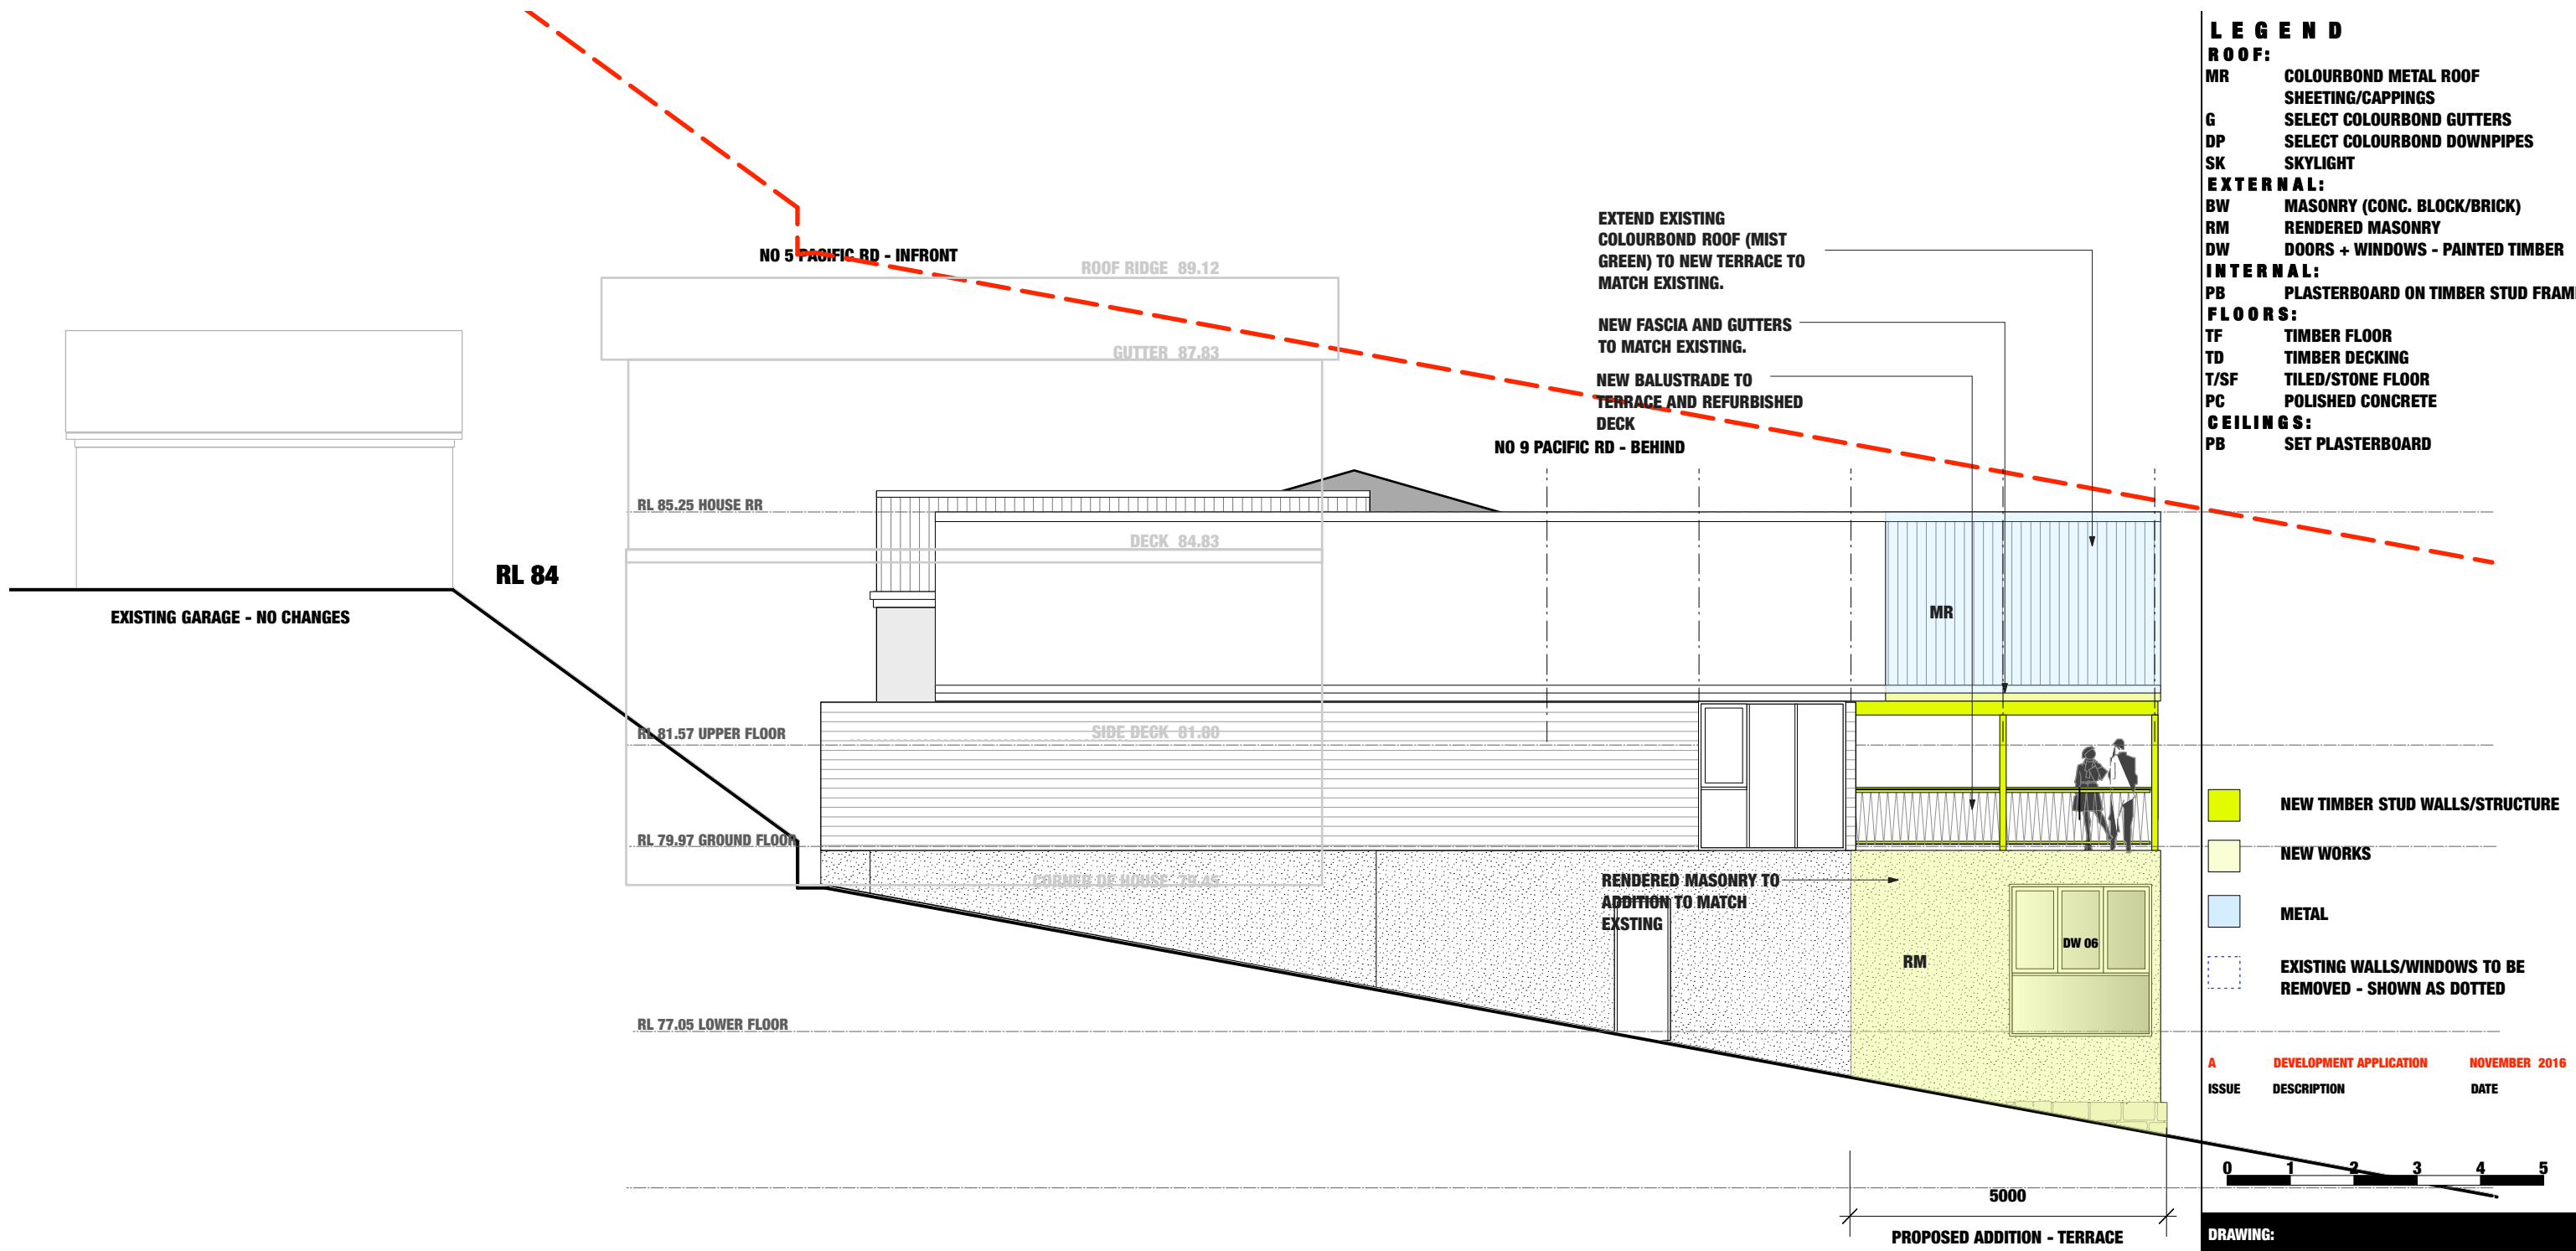 NO 5 PACIFIC RD - INFRONT
ROOF RIDGE 89.12
GUTTER 87.83
EXTEND EXISTING
COLOURBOND ROOF (MIST
GREEN) TO NEW TERRACE TO
MATCH EXISTING.
NEW FASCIA AND GUTTERS
TO MATCH EXISTING.
NEW BALUSTRADE TO
TERRACE AND REFURBISHED
DECK
NO 9 PACIFIC RD - BEHIND
RL 85.25 HOUSE RR
DECK 84.83
RL 84
EXISTING GARAGE - NO CHANGES
MR
RL 81.57 UPPER FLOOR
SIDE DECK 81.80
RL 79.97 GROUND FLOOR
CORNER OF HOUSE 79.45
RENDERED MASONRY TO
ADDITION TO MATCH
EXSTING
DW 06
RM
RL 77.05 LOWER FLOOR
5000
PROPOSED ADDITION - TERRACE
LEGEND
ROOF:
MR COLOURBOND METAL ROOF
SHEETING/CAPPINGS
G SELECT COLOURBOND GUTTERS
DP SELECT COLOURBOND DOWNPIPES
SK SKYLIGHT
EXTERNAL:
BW MASONRY (CONC. BLOCK/BRICK)
RM RENDERED MASONRY
DW DOORS + WINDOWS - PAINTED TIMBER
INTERNAL:
PB PLASTERBOARD ON TIMBER STUD FRAM
FLOORS:
TF TIMBER FLOOR
TD TIMBER DECKING
T/SF TILED/STONE FLOOR
PC POLISHED CONCRETE
CEILINGS:
PB SET PLASTERBOARD
NEW TIMBER STUD WALLS/STRUCTURE
NEW WORKS
METAL
EXISTING WALLS/WINDOWS TO BE
REMOVED - SHOWN AS DOTTED
A DEVELOPMENT APPLICATION NOVEMBER 2016
ISSUE DESCRIPTION DATE
0 1 2 3 4 5
DRAWING: